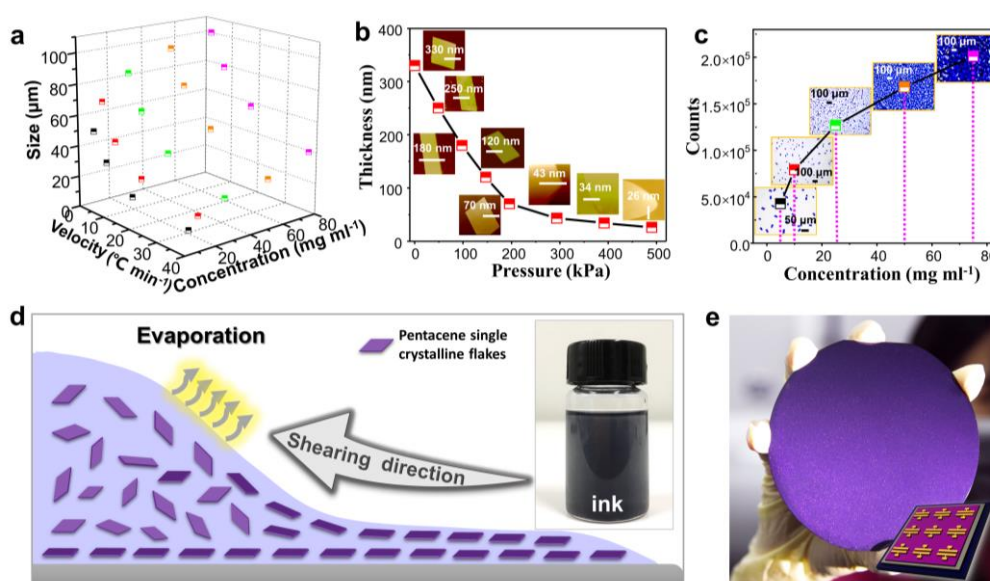 a
100
80
60
40
20
0
Size (μm)
0
10
20
30
40
Velocity (°C min⁻¹)
20
40
60
80
Concentration (mg ml⁻¹)
b
400
300
200
100
0
Thickness (nm)
330 nm
250 nm
180 nm
120 nm
70 nm
43 nm
34 nm
26 nm
0 100 200 300 400 500
Pressure (kPa)
c
2.0×10⁵
1.5×10⁵
1.0×10⁵
5.0×10⁴
0.0
Counts
100 μm
100 μm
100 μm
100 μm
50 μm
0 20 40 60 80
Concentration (mg ml⁻¹)
d
Evaporation
Pentacene single
crystalline flakes
Shearing direction
ink
e